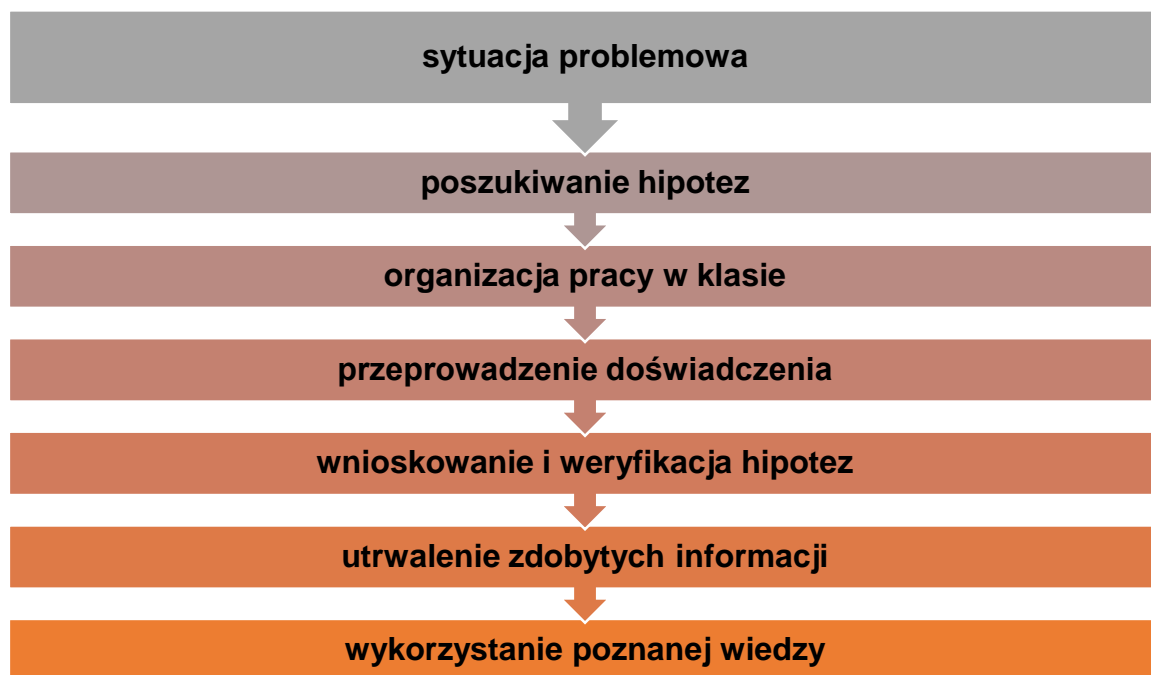 sytuacja problemowa
poszukiwanie hipotez
organizacja pracy w klasie
przeprowadzenie doświadczenia
wnioskowanie i weryfikacja hipotez
utrwalenie zdobytych informacji
wykorzystanie poznanej wiedzy